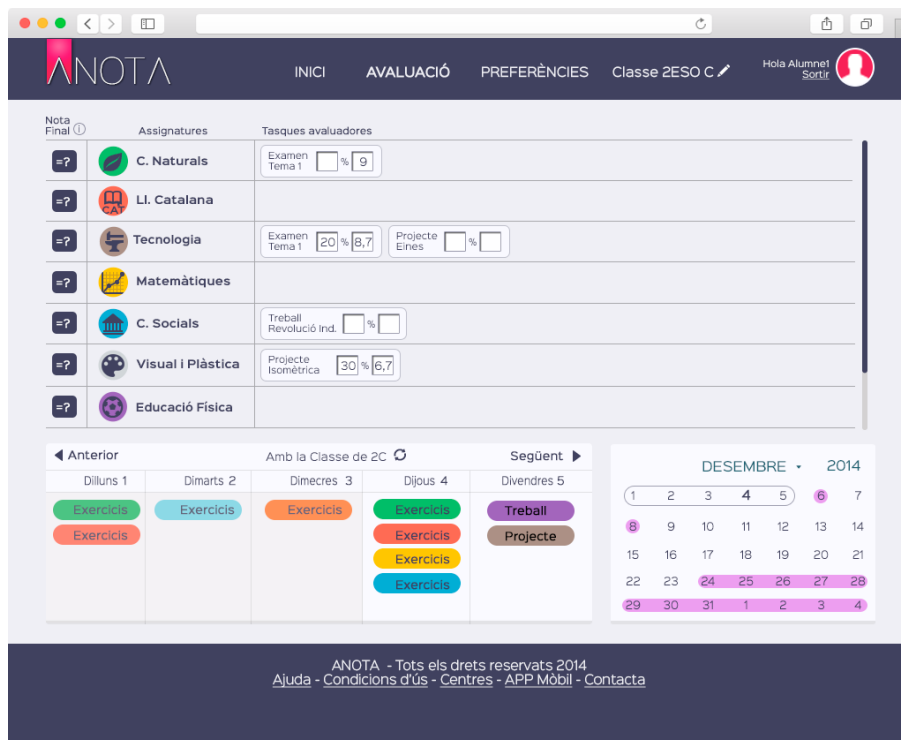 ANOTA INICI AVALUACIÓ PREFERÈNCIES Classe 2ESO C Hola Alumne1
Sortir
Nota
Final Assignatures Tasques avaluadores
=? C. Naturals Examen
Tema 1 % 9
=? Ll. Catalana
CAT
=? Tecnologia Examen
Tema 1 20 % 8,7 Projecte
Eines %
=? Matemàtiques
=? C. Socials Treball
Revolució Ind. %
=? Visual i Plàstica Projecte
Isomètrica 30 % 6,7
=? Educació Física
Anterior Amb la Classe de 2C Següent
Dilluns 1 Dimarts 2 Dimecres 3 Dijous 4 Divendres 5
Exercicis Exercicis Exercicis Exercicis Treball
Exercicis Exercicis Projecte
Exercicis
Exercicis
DESEMBRE 2014
1 2 3 4 5 6 7
8 9 10 11 12 13 14
15 16 17 18 19 20 21
22 23 24 25 26 27 28
29 30 31 1 2 3 4
ANOTA - Tots els drets reservats 2014
Ajuda - Condicions d'ús - Centres - APP Mòbil - Contacta